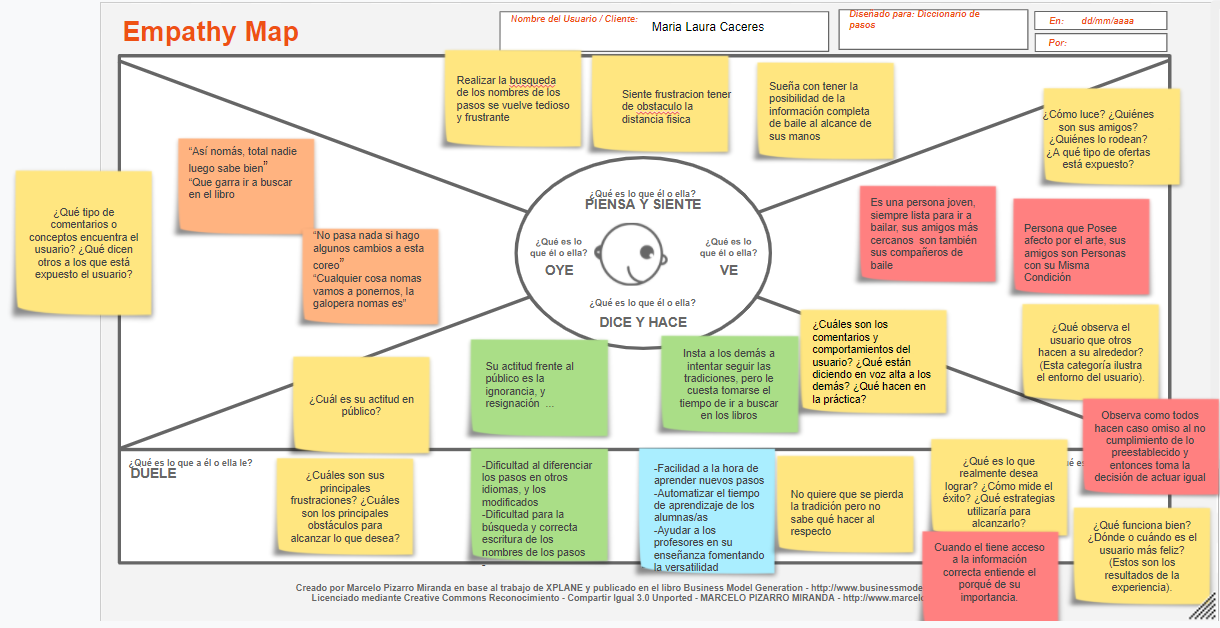 Empathy Map
Nombre del Usuario / Cliente:
Maria Laura Caceres
Diseñado para: Diccionario de
pasos
En: dd/mm/aaaa
Por:
Realizar la busqueda
de los nombres de los
pasos se vuelve tedioso
y frustrante
Siente frustracion tener
de obstaculo la
distancia fisica
Sueña con tener la
posibilidad de la
información completa
de baile al alcance de
sus manos
¿Cómo luce? ¿Quiénes
son sus amigos?
¿Quiénes lo rodean?
¿A qué tipo de ofertas
está expuesto?
“Así nomás, total nadie
luego sabe bien”
“Que garra ir a buscar
en el libro
¿Qué tipo de
comentarios o
conceptos encuentra el
usuario? ¿Qué dicen
otros a los que está
expuesto el usuario?
“No pasa nada si hago
algunos cambios a esta
coreo”
“Cualquier cosa nomas
vamos a ponernos, la
galopera nomas es”
¿Qué es lo que él o ella?
PIENSA Y SIENTE
¿Qué es lo
que él o ella?
OYE
¿Qué es lo
que él o ella?
VE
¿Qué es lo que él o ella?
DICE Y HACE
Es una persona joven,
siempre lista para ir a
bailar, sus amigos más
cercanos son también
sus compañeros de
baile
Persona que Posee
afecto por el arte, sus
amigos son Personas
con su Misma
Condición
¿Cuál es su actitud en
público?
Su actitud frente al
público es la
ignorancia, y
resignación ...
Insta a los demás a
intentar seguir las
tradiciones, pero le
cuesta tomarse el
tiempo de ir a buscar
en los libros
¿Cuáles son los
comentarios y
comportamientos del
usuario? ¿Qué están
diciendo en voz alta a los
demás? ¿Qué hacen en
la práctica?
¿Qué observa el
usuario que otros
hacen a su alrededor?
(Esta categoría ilustra
el entorno del usuario).
Observa como todos
hacen caso omiso al no
cumplimiento de lo
preestablecido y
entonces toma la
decisión de actuar igual
¿Qué es lo que a él o ella le?
DUELE
¿Cuáles son sus
principales
frustraciones? ¿Cuáles
son los principales
obstáculos para
alcanzar lo que desea?
-Dificultad al diferenciar
los pasos en otros
idiomas, y los
modificados
-Dificultad para la
búsqueda y correcta
escritura de los
nombres de los pasos
-
-Facilidad a la hora de
aprender nuevos pasos
-Automatizar el tiempo
de aprendizaje de los
alumnas/as
-Ayudar a los
profesores en su
enseñanza fomentando
la versatilidad
No quiere que se pierda
la tradición pero no
sabe qué hacer al
respecto
¿Qué es lo que
realmente desea
lograr? ¿Cómo mide el
éxito? ¿Qué estrategias
utilizaría para
alcanzarlo?
Cuando el tiene acceso
a la información
correcta entiende el
porqué de su
importancia.
¿Qué funciona bien?
¿Dónde o cuándo es el
usuario más feliz?
(Estos son los
resultados de la
experiencia).
Creado por Marcelo Pizarro Miranda en base al trabajo de XPLANE y publicado en el libro Business Model Generation - http://www.businessmode
Licenciado mediante Creative Commons Reconocimiento - Compartir Igual 3.0 Unported - MARCELO PIZARRO MIRANDA - http://www.marcelo